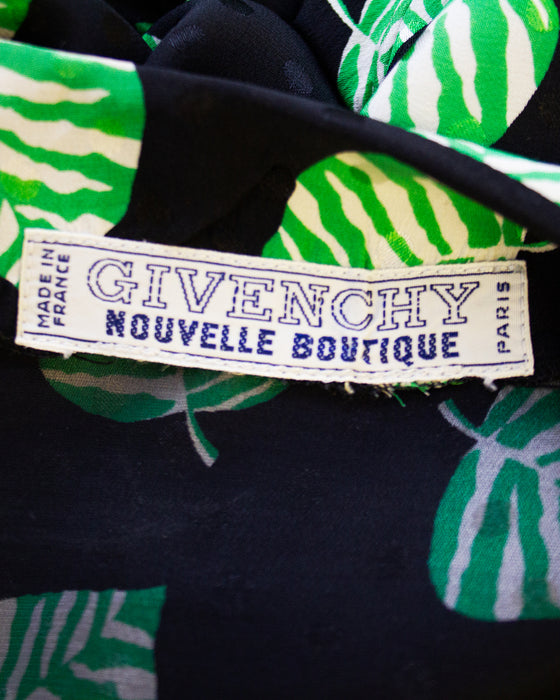 MADE IN
FRANCE
GIVENCHY
NOUVELLE BOUTIQUE
PARIS